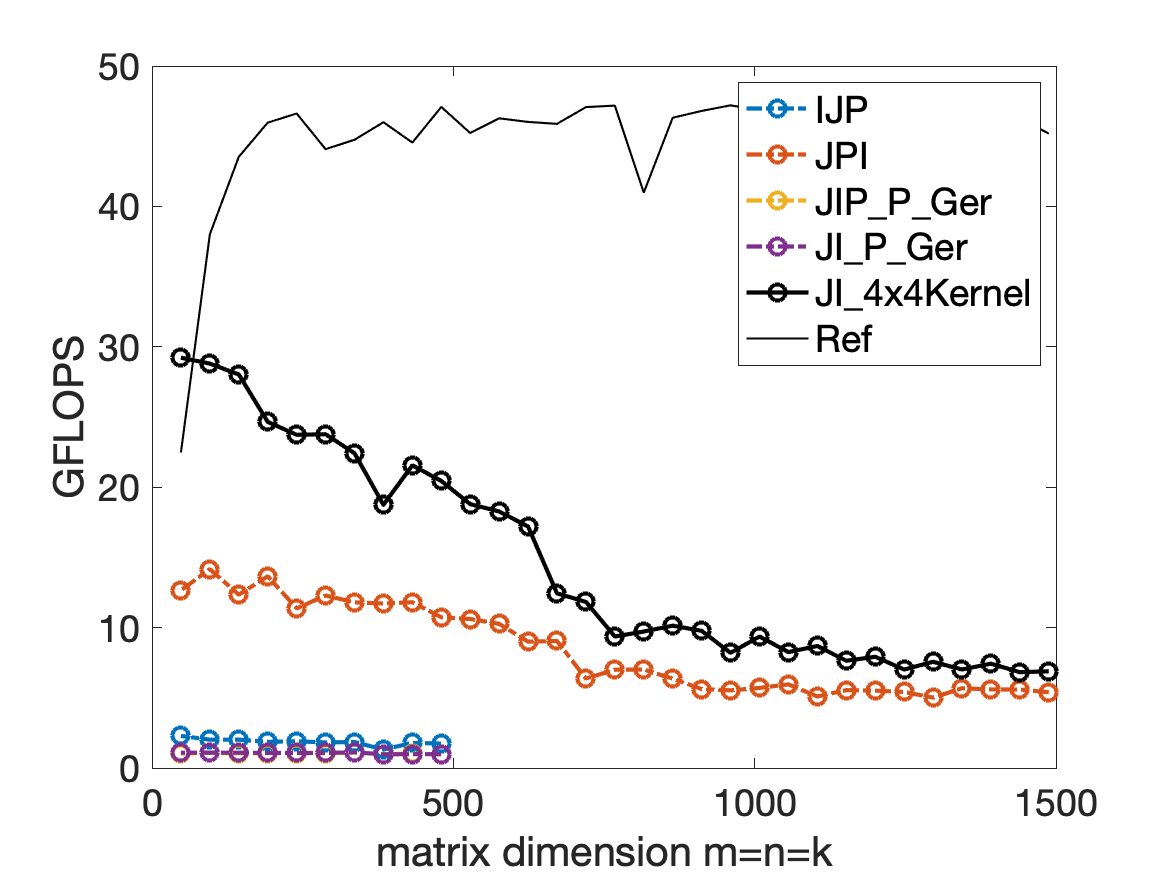 50
40
30
20
10
0
GFLOPS
0 500 1000 1500
matrix dimension m=n=k
IJP
JPI
JIP_P_Ger
JI_P_Ger
JI_4x4Kernel
Ref